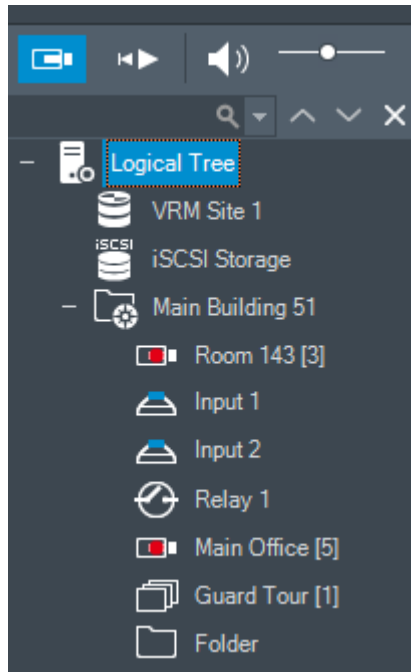 Logical Tree
VRM Site 1
iSCSI
iSCSI Storage
Main Building 51
Room 143 [3]
Input 1
Input 2
Relay 1
Main Office [5]
Guard Tour [1]
Folder